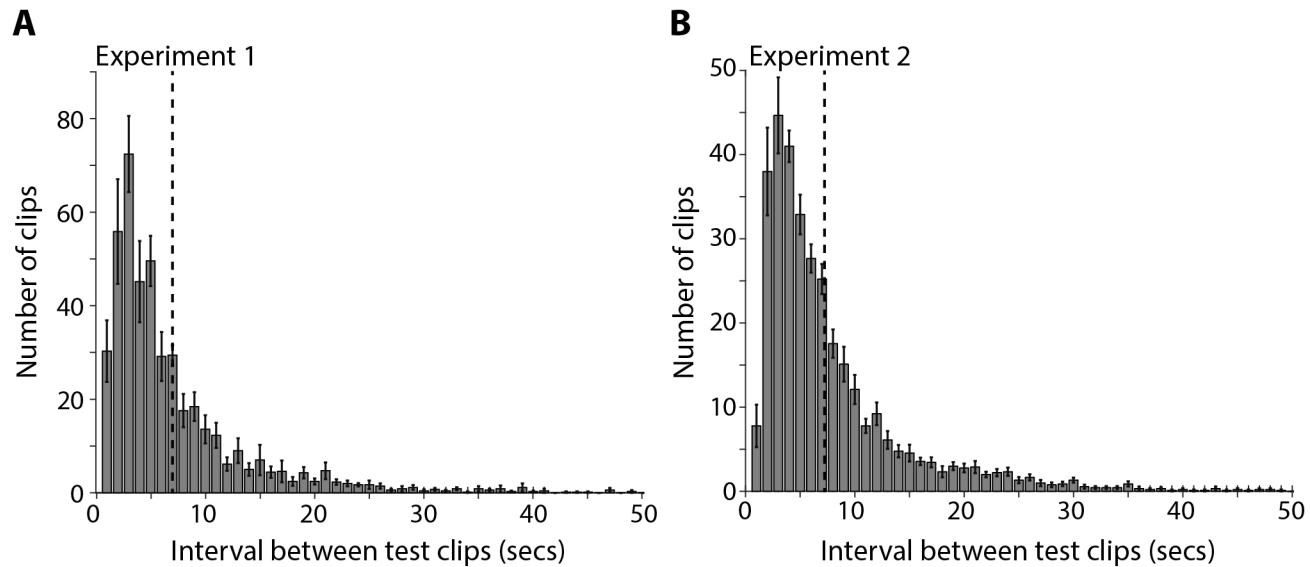 A
Experiment 1
Number of clips
80
60
40
20
0
0 10 20 30 40 50
Interval between test clips (secs)
B
Experiment 2
Number of clips
50
40
30
20
10
0
0 10 20 30 40 50
Interval between test clips (secs)